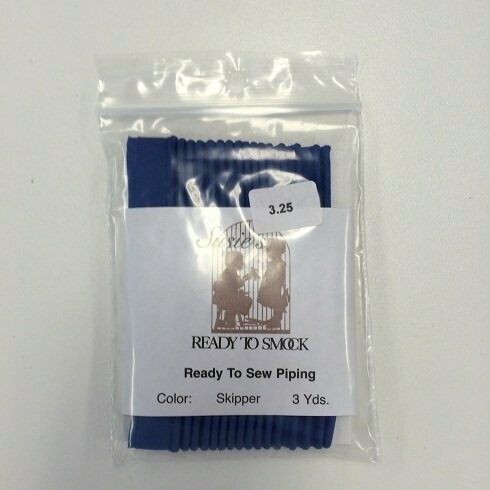 3.25
Susie's
READY TO SMOCK
Ready To Sew Piping
Color: Skipper 3 Yds.